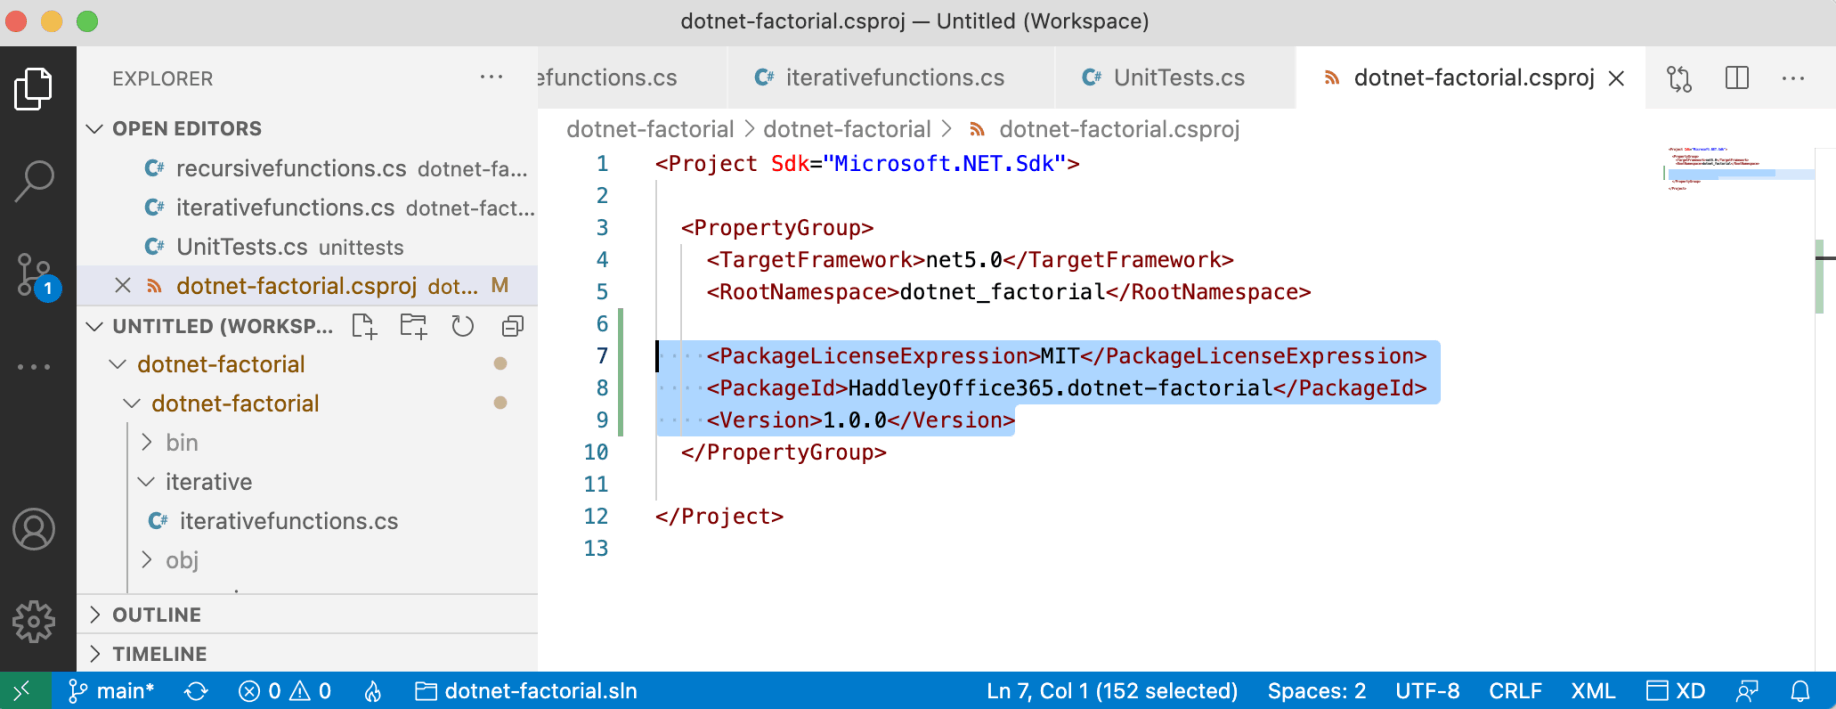 dotnet-factorial.csproj — Untitled (Workspace)
EXPLORER
OPEN EDITORS
recursivefunctions.cs dotnet-fa...
iterativefunctions.cs dotnet-fact...
UnitTests.cs unittests
dotnet-factorial.csproj dot... M
1
UNTITLED (WORKSP...
dotnet-factorial
dotnet-factorial
bin
iterative
C# iterativefunctions.cs
obj
OUTLINE
TIMELINE
efunctions.cs C# iterativefunctions.cs C# UnitTests.cs dotnet-factorial.csproj
dotnet-factorial > dotnet-factorial > dotnet-factorial.csproj
1 <Project Sdk="Microsoft.NET.Sdk">
2
3 <PropertyGroup>
4 <TargetFramework>net5.0</TargetFramework>
5 <RootNamespace>dotnet_factorial</RootNamespace>
6
7 <PackageLicenseExpression>MIT</PackageLicenseExpression>
8 <PackageId>HaddleyOffice365.dotnet-factorial</PackageId>
9 <Version>1.0.0</Version>
10 </PropertyGroup>
11
12 </Project>
13
main* 0 0 dotnet-factorial.sln Ln 7, Col 1 (152 selected) Spaces: 2 UTF-8 CRLF XML XD